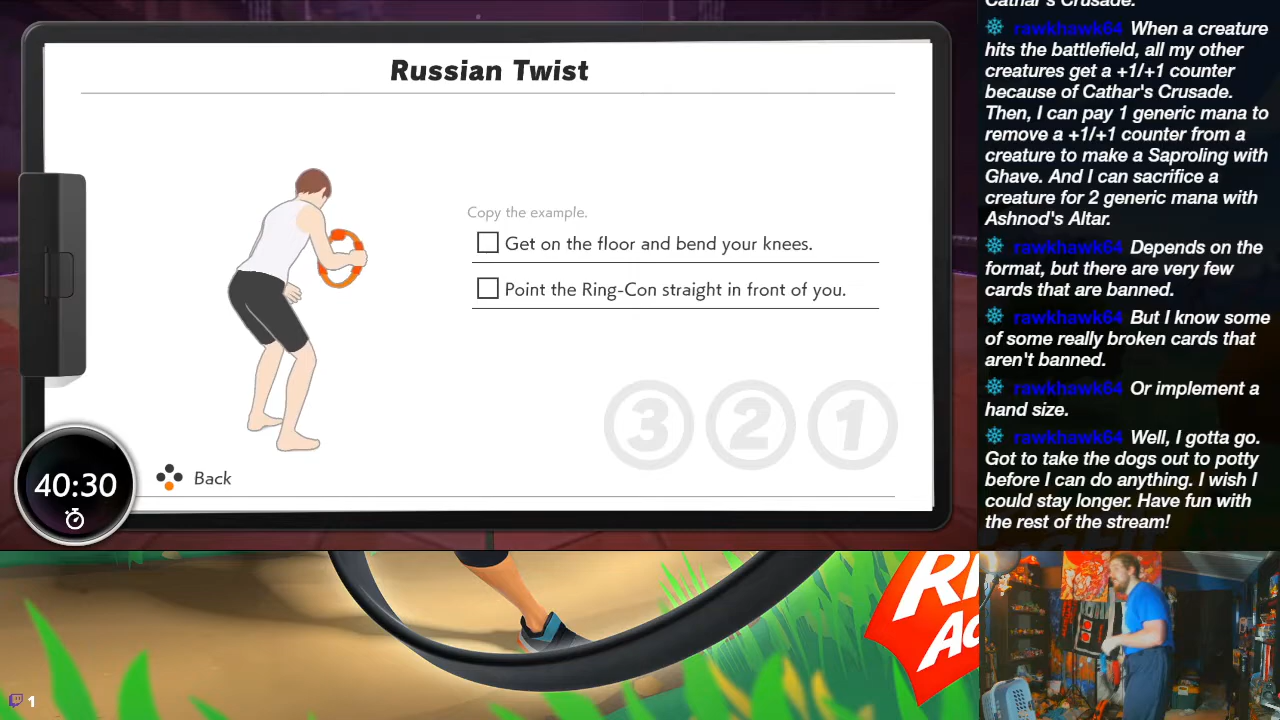 Russian Twist
Copy the example.
Get on the floor and bend your knees.
Point the Ring-Con straight in front of you.
3 2 1
40:30
Back
Cathar's Crusade.
rawkhawk64 When a creature
hits the battlefield, all my other
creatures get a +1/+1 counter
because of Cathar's Crusade.
Then, I can pay 1 generic mana to
remove a +1/+1 counter from a
creature to make a Saproling with
Ghave. And I can sacrifice a
creature for 2 generic mana with
Ashnod's Altar.
rawkhawk64 Depends on the
format, but there are very few
cards that are banned.
rawkhawk64 But I know some
of some really broken cards that
aren't banned.
rawkhawk64 Or implement a
hand size.
rawkhawk64 Well, I gotta go.
Got to take the dogs out to potty
before I can do anything. I wish I
could stay longer. Have fun with
the rest of the stream!
1